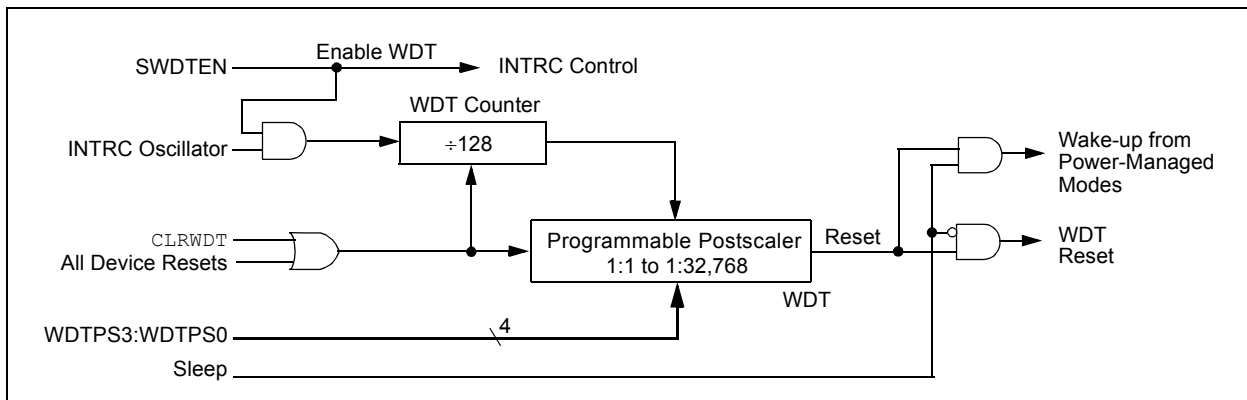 Enable WDT
SWDTEN
INTRC Control
WDT Counter
÷128
INTRC Oscillator
Wake-up from
Power-Managed
Modes
CLRWDT
All Device Resets
Programmable Postscaler
1:1 to 1:32,768
Reset
WDT
Reset
WDT
4
WDTPS3:WDTPS0
Sleep